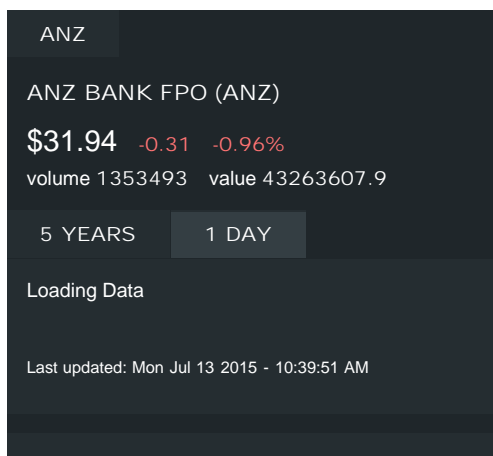 ANZ
ANZ BANK FPO (ANZ)
$31.94 -0.31 -0.96%
volume 1353493 value 43263607.9
5 YEARS 1 DAY
Loading Data
Last updated: Mon Jul 13 2015 - 10:39:51 AM